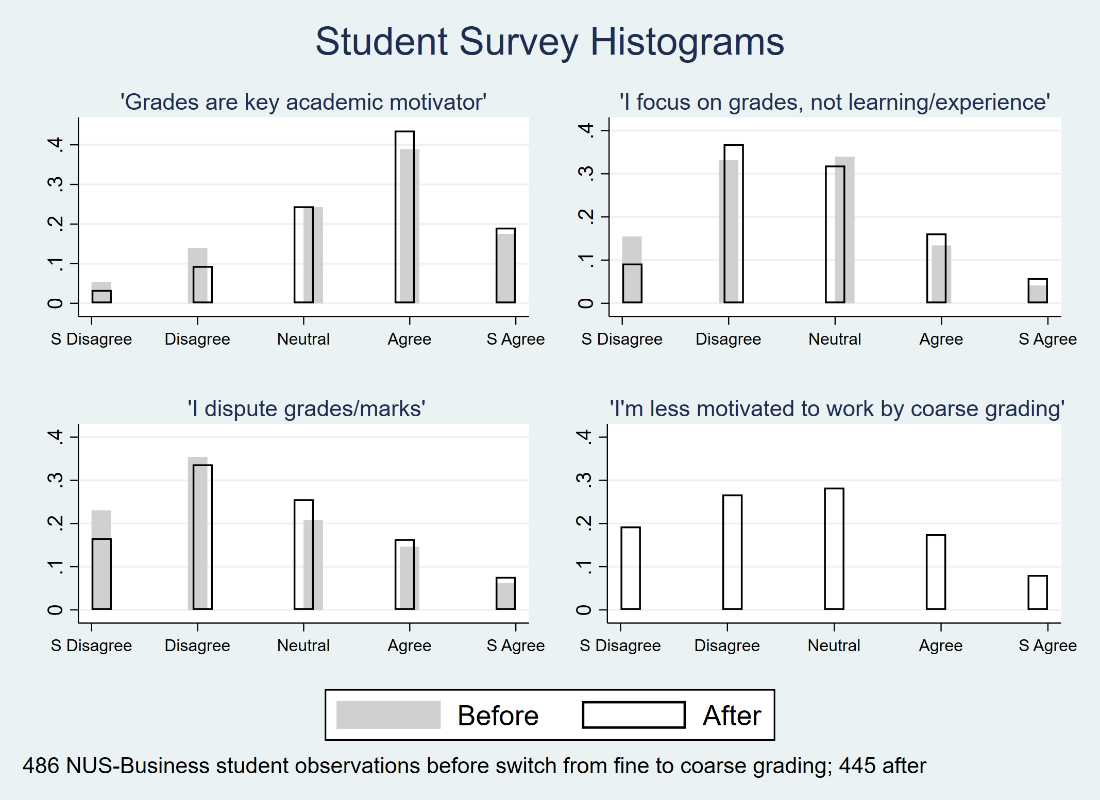 Student Survey Histograms
'Grades are key academic motivator'
0 .1 .2 .3 .4
S Disagree Disagree Neutral Agree S Agree
'I focus on grades, not learning/experience'
0 .1 .2 .3 .4
S Disagree Disagree Neutral Agree S Agree
'I dispute grades/marks'
0 .1 .2 .3 .4
S Disagree Disagree Neutral Agree S Agree
'I'm less motivated to work by coarse grading'
0 .1 .2 .3 .4
S Disagree Disagree Neutral Agree S Agree
Before After
486 NUS-Business student observations before switch from fine to coarse grading; 445 after